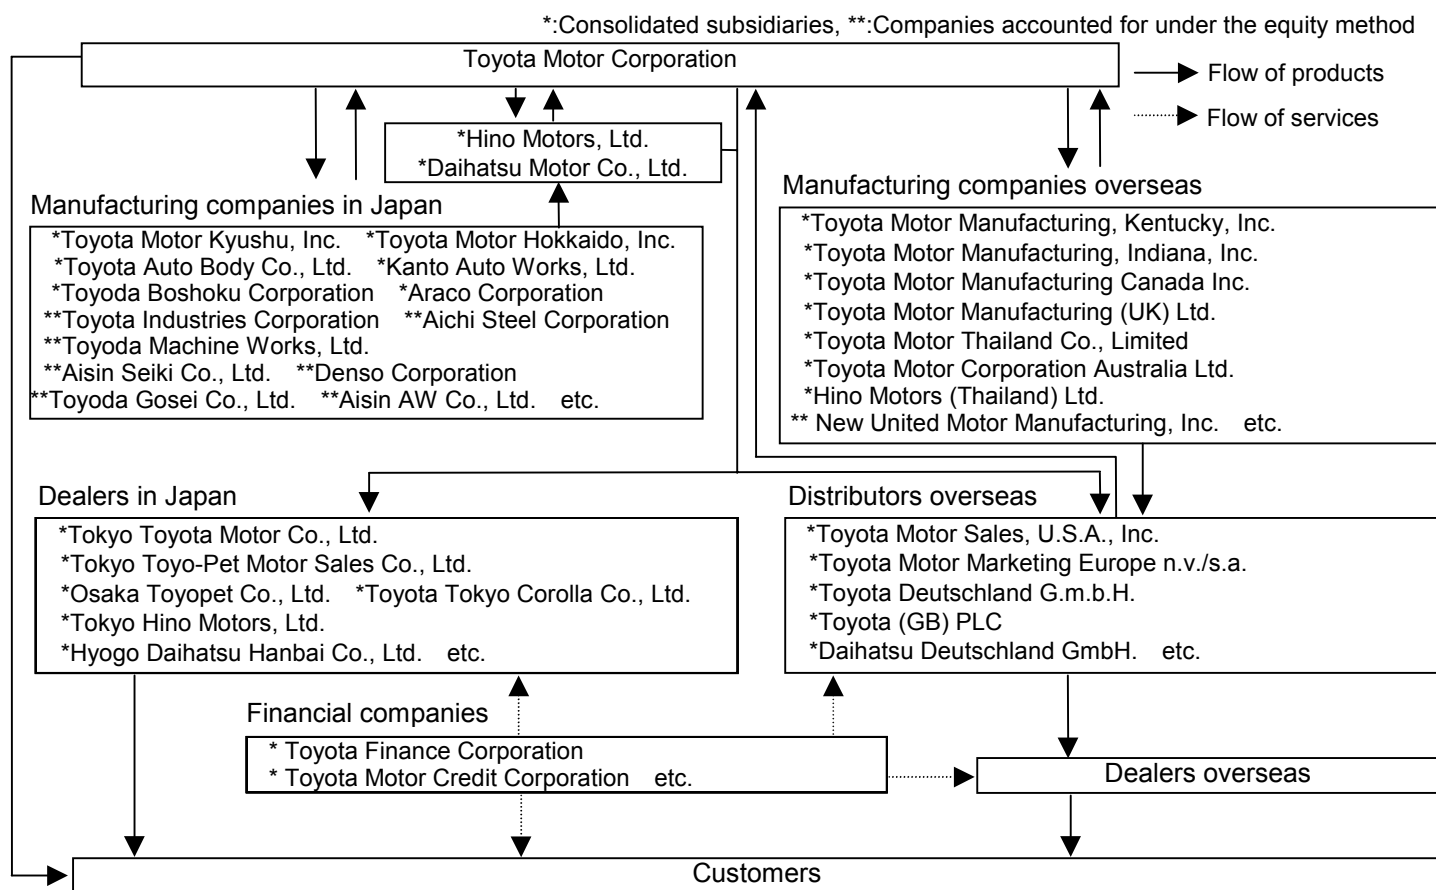 *:Consolidated subsidiaries, **:Companies accounted for under the equity method
Toyota Motor Corporation
Flow of products
Flow of services
*Hino Motors, Ltd.
*Daihatsu Motor Co., Ltd.
Manufacturing companies in Japan
*Toyota Motor Kyushu, Inc. *Toyota Motor Hokkaido, Inc.
*Toyota Auto Body Co., Ltd. *Kanto Auto Works, Ltd.
*Toyoda Boshoku Corporation *Araco Corporation
**Toyota Industries Corporation **Aichi Steel Corporation
**Toyoda Machine Works, Ltd.
**Aisin Seiki Co., Ltd. **Denso Corporation
**Toyoda Gosei Co., Ltd. **Aisin AW Co., Ltd. etc.
Manufacturing companies overseas
*Toyota Motor Manufacturing, Kentucky, Inc.
*Toyota Motor Manufacturing, Indiana, Inc.
*Toyota Motor Manufacturing Canada Inc.
*Toyota Motor Manufacturing (UK) Ltd.
*Toyota Motor Thailand Co., Limited
*Toyota Motor Corporation Australia Ltd.
*Hino Motors (Thailand) Ltd.
** New United Motor Manufacturing, Inc. etc.
Dealers in Japan
*Tokyo Toyota Motor Co., Ltd.
*Tokyo Toyo-Pet Motor Sales Co., Ltd.
*Osaka Toyopet Co., Ltd. *Toyota Tokyo Corolla Co., Ltd.
*Tokyo Hino Motors, Ltd.
*Hyogo Daihatsu Hanbai Co., Ltd. etc.
Distributors overseas
*Toyota Motor Sales, U.S.A., Inc.
*Toyota Motor Marketing Europe n.v./s.a.
*Toyota Deutschland G.m.b.H.
*Toyota (GB) PLC
*Daihatsu Deutschland GmbH. etc.
Financial companies
* Toyota Finance Corporation
* Toyota Motor Credit Corporation etc.
Dealers overseas
Customers